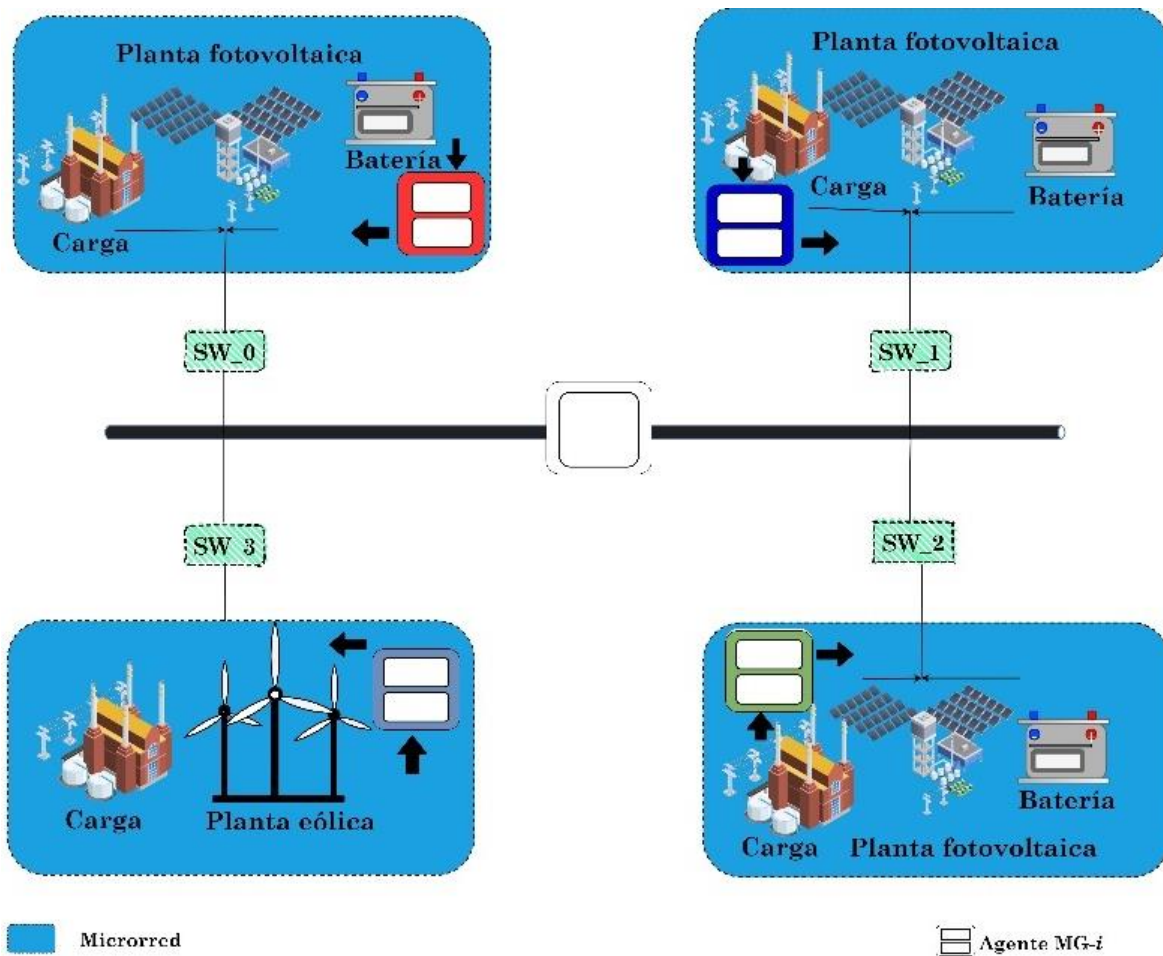 Planta fotovoltaica
Batería
Carga
Planta fotovoltaica
Carga
Batería
SW_0
SW_1
SW_3
SW_2
Carga
Planta eólica
Batería
Carga
Planta fotovoltaica
Microrred
Agente MG-i